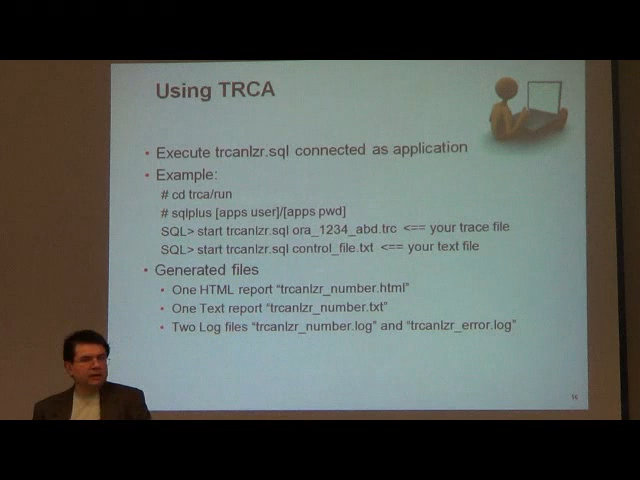 Using TRCA
• Execute trcanlzr.sql connected as application
• Example:
# cd trca/run
# sqlplus [apps user]/[apps pwd]
SQL> start trcanlzr.sql ora_1234_abd.trc <== your trace file
SQL> start trcanlzr.sql control_file.txt <== your text file
• Generated files
• One HTML report “trcanlzr_number.html”
• One Text report “trcanlzr_number.txt”
• Two Log files “trcanlzr_number.log” and “trcanlzr_error.log”